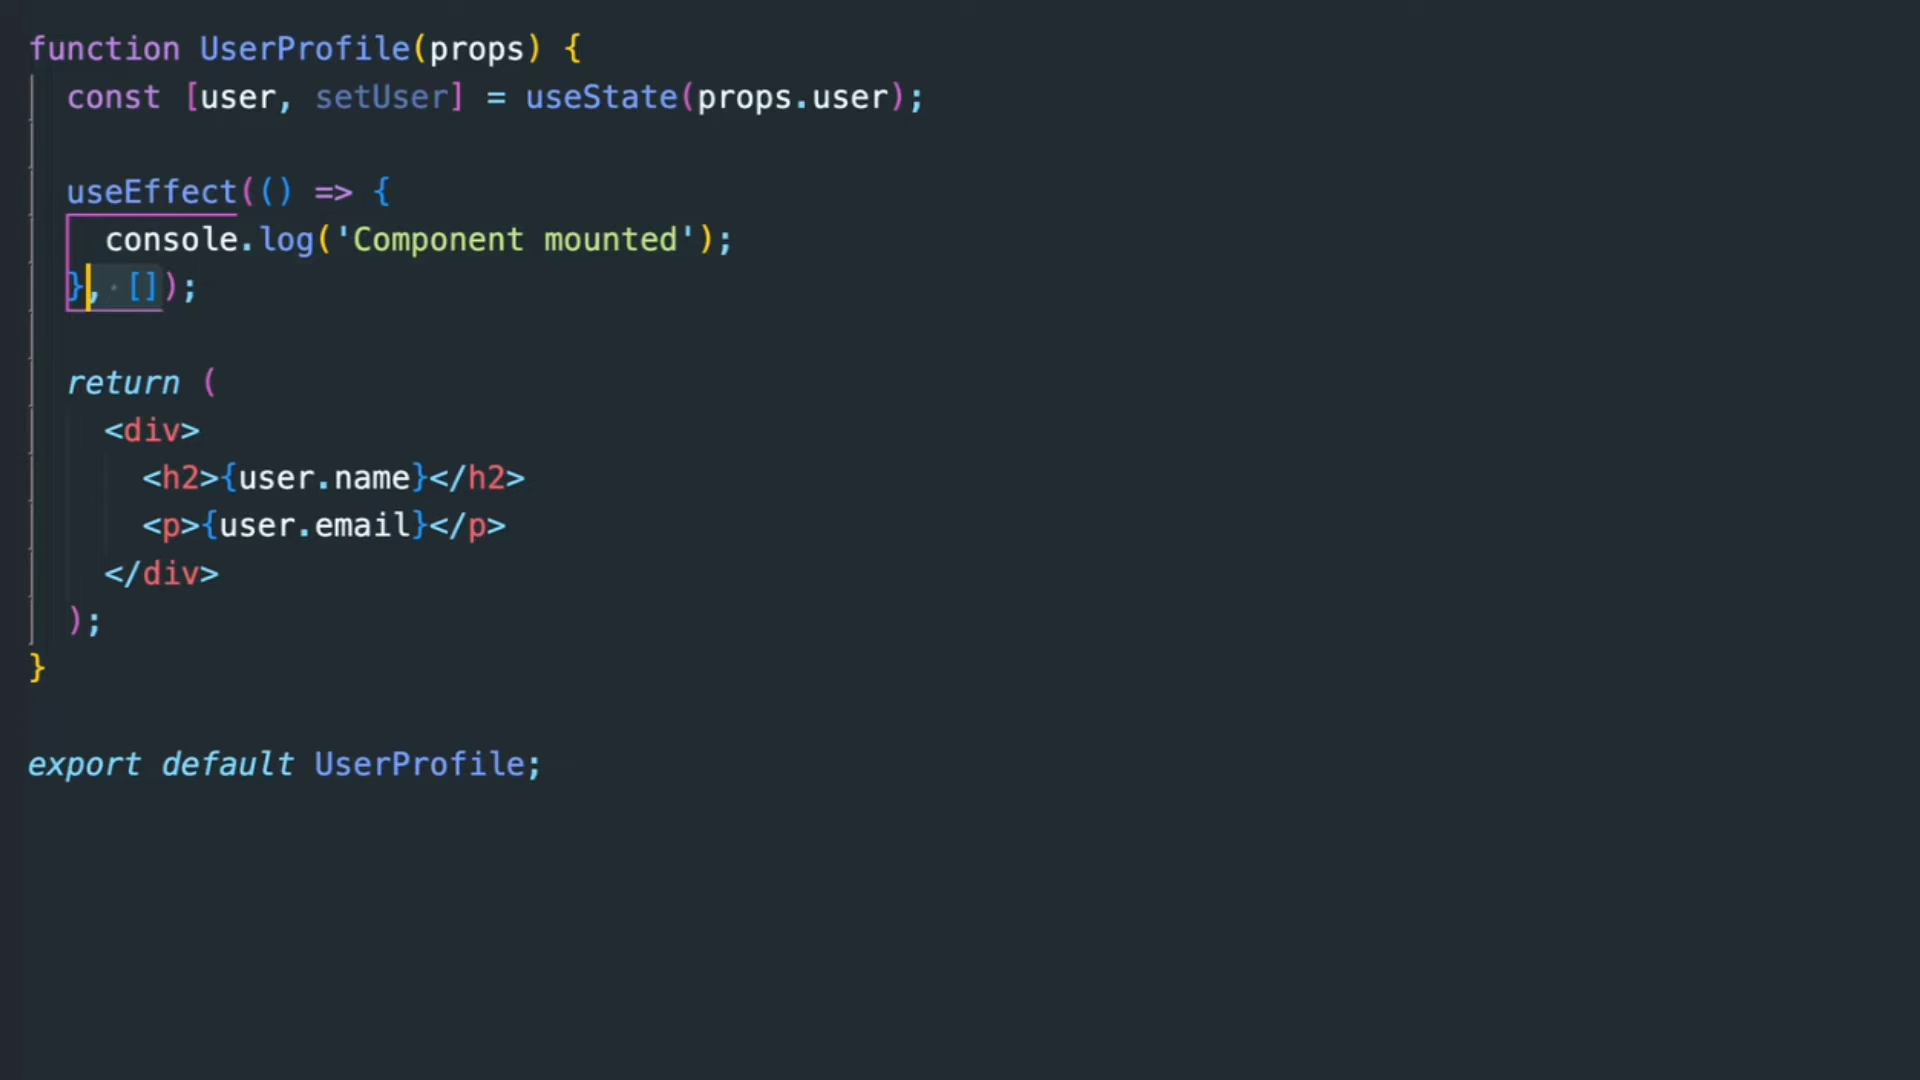 function UserProfile(props) {
const [user, setUser] = useState(props.user);
useEffect(() => {
console.log('Component mounted');
}, []);
return (
<div>
<h2>{user.name}</h2>
<p>{user.email}</p>
</div>
);
}
export default UserProfile;